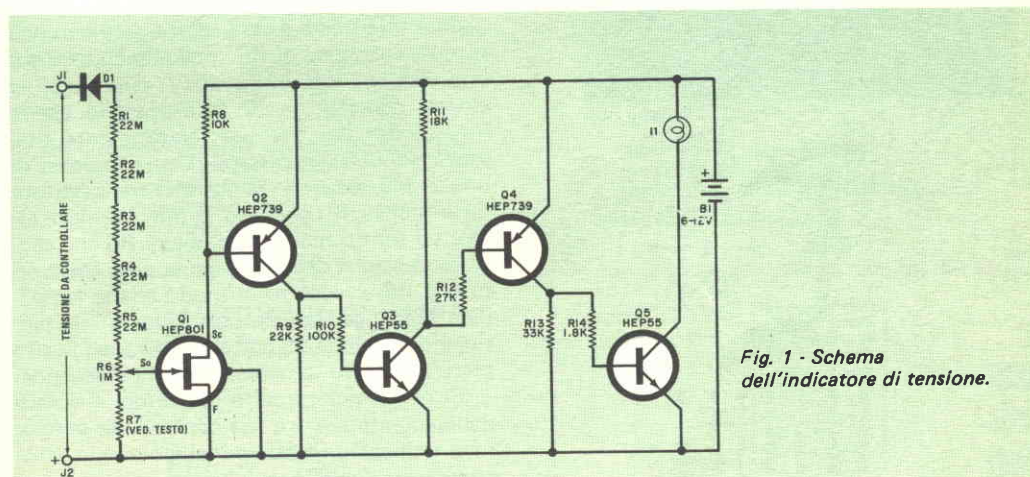 J1
-
D1
R1
22M
R2
22M
R3
22M
R4
22M
R5
22M
R6
1M
R7
(VED. TESTO)
TENSIONE DA CONTROLLARE
+
J2
Q1
HEP801
Sc
So
F
R8
10K
Q2
HEP739
R9
22K
R10
100K
Q3
HEP55
R11
18K
R12
27K
Q4
HEP739
R13
33K
R14
1.8K
Q5
HEP55
I1
+
B1
6-12V
Fig. 1 - Schema
dell'indicatore di tensione.